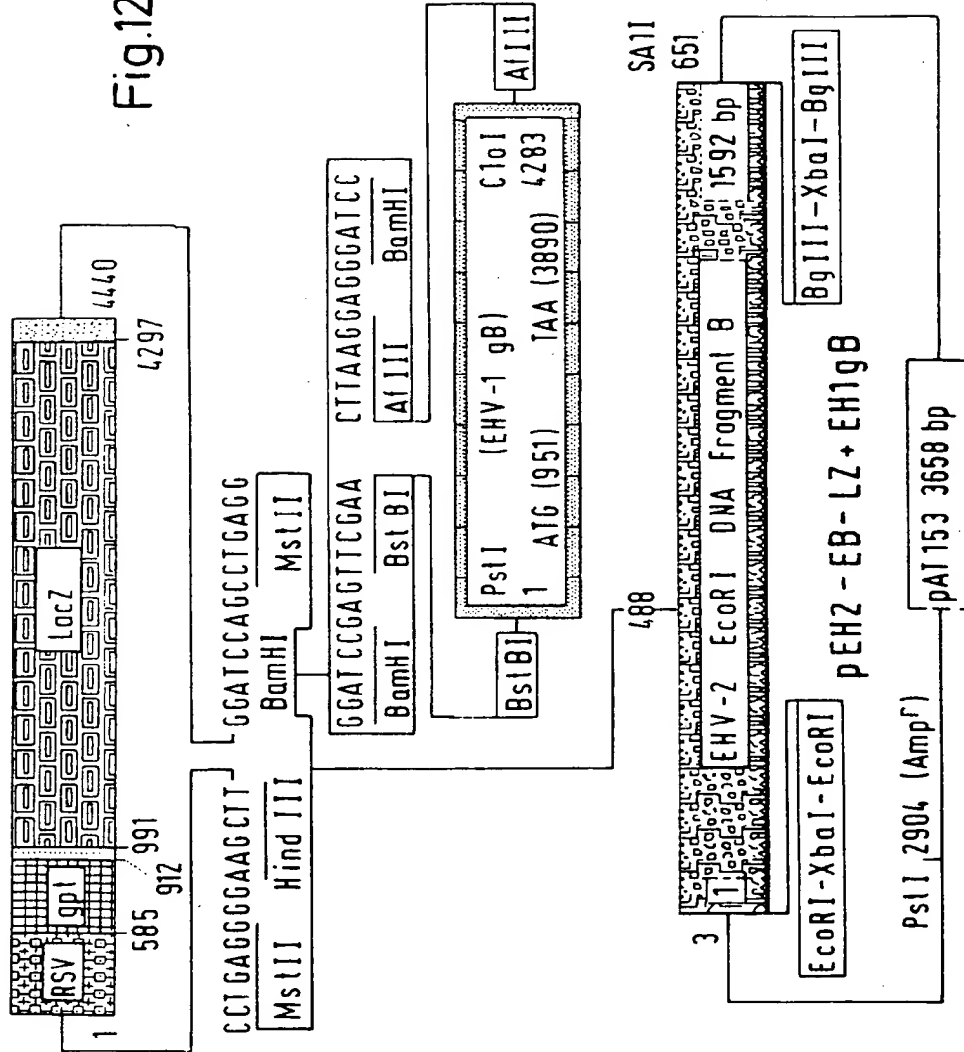 Fig.12
RSV
gpt
LacZ
1
585
912
991
4297
4440
CCTGAGGGGAAGCTT
MstII
Hind III
GGATCCAGCCTGAGG
BamHI
MstII
GGATCCGAGTTCGAA
BamHI
Bst BI
CTTAAGGAGGGATCC
AflII
BamHI
BstBI
AflII
PstI
(EHV-1 gB)
ClaI
1
ATG (951)
TAA (3890)
4283
488
SalI
651
3
1
EHV-2 EcoRI DNA Fragment B
1592 bp
EcoRI-XbaI-EcoRI
BglII-XbaI-BglII
pEH2-EB-LZ+EH1gB
PstI 2904 (Ampr)
pAT153 3658 bp